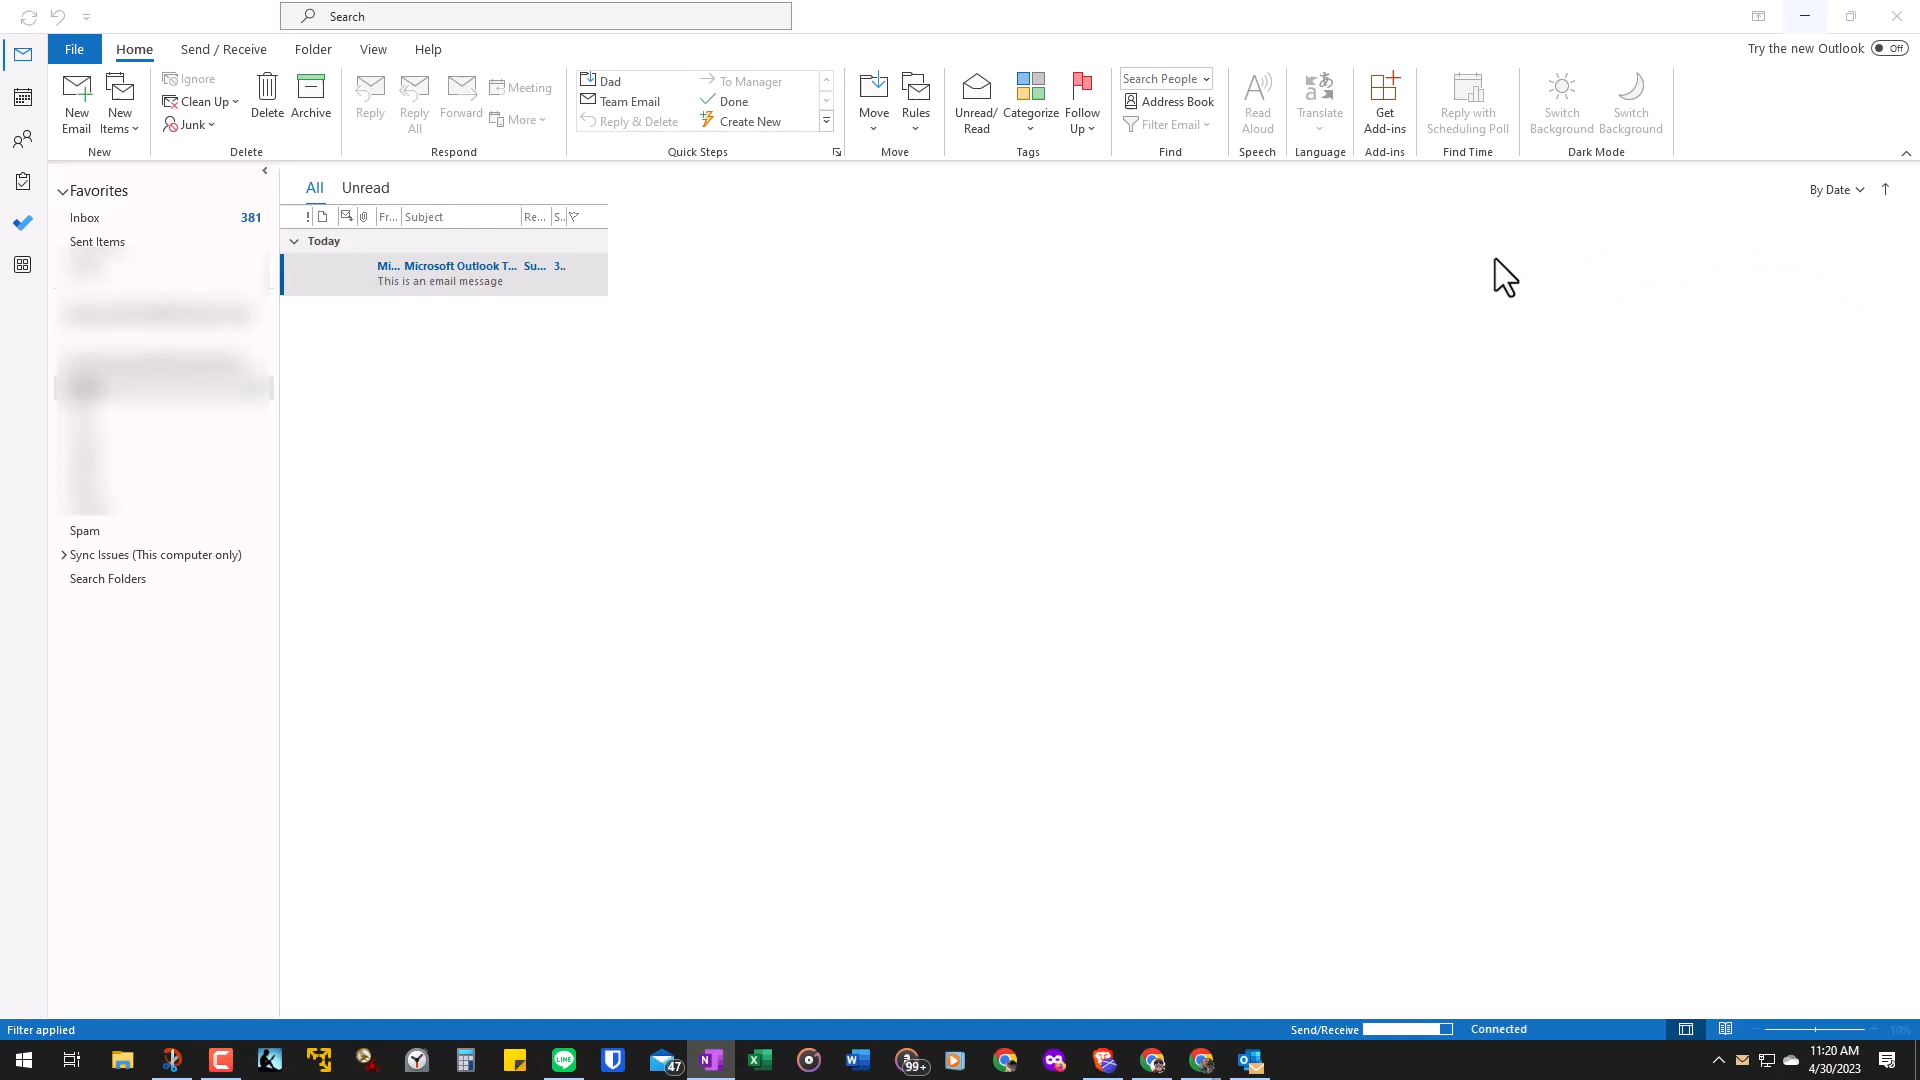 Search
File
Home
Send / Receive
Folder
View
Help
Try the new Outlook
Off
New
Email
New
Items
New
Ignore
Clean Up
Junk
Delete
Archive
Delete
Reply
Reply
All
Forward
Meeting
More
Respond
Dad
Team Email
Reply & Delete
To Manager
Done
Create New
Quick Steps
Move
Rules
Move
Unread/
Read
Categorize
Follow
Up
Tags
Search People
Address Book
Filter Email
Find
Read
Aloud
Speech
Translate
Language
Get
Add-ins
Add-ins
Reply with
Scheduling Poll
Find Time
Switch
Background
Switch
Background
Dark Mode
Favorites
Inbox 381
Sent Items
Spam
Sync Issues (This computer only)
Search Folders
All Unread
By Date
! Fr... Subject Re... S..
Today
Mi... Microsoft Outlook T... Su... 3..
This is an email message
Filter applied
Send/Receive
Connected
10%
47
99+
11:20 AM
4/30/2023